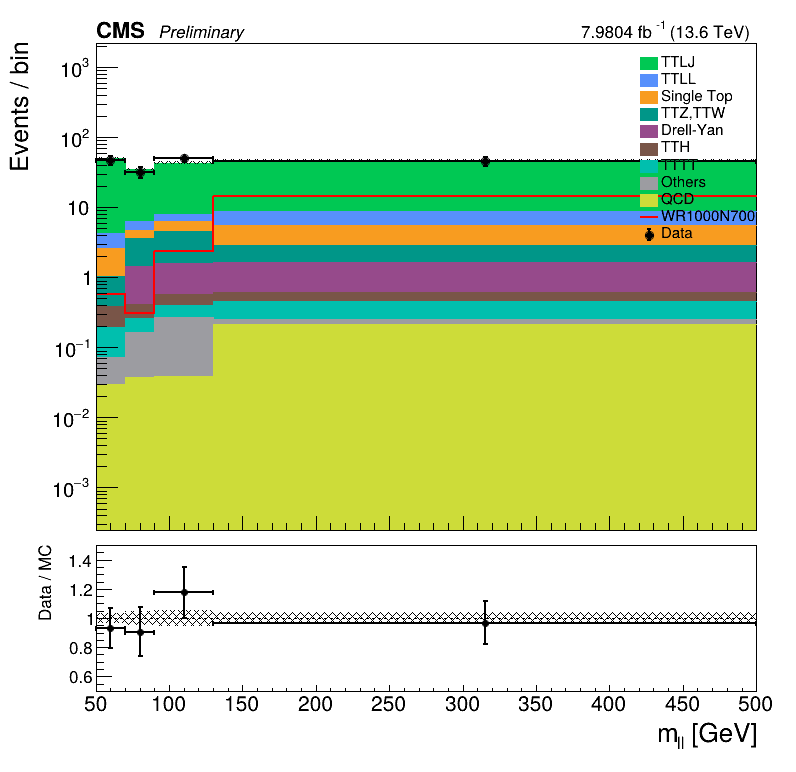 CMS Preliminary 7.9804 fb⁻¹ (13.6 TeV)
Events / bin
10³
10²
10
1
10⁻¹
10⁻²
10⁻³
TTLJ
TTLL
Single Top
TTZ,TTW
Drell-Yan
TTH
TTTT
Others
QCD
WR1000N700
Data
Data / MC
1.4
1.2
1
0.8
0.6
50 100 150 200 250 300 350 400 450 500
m_ll [GeV]